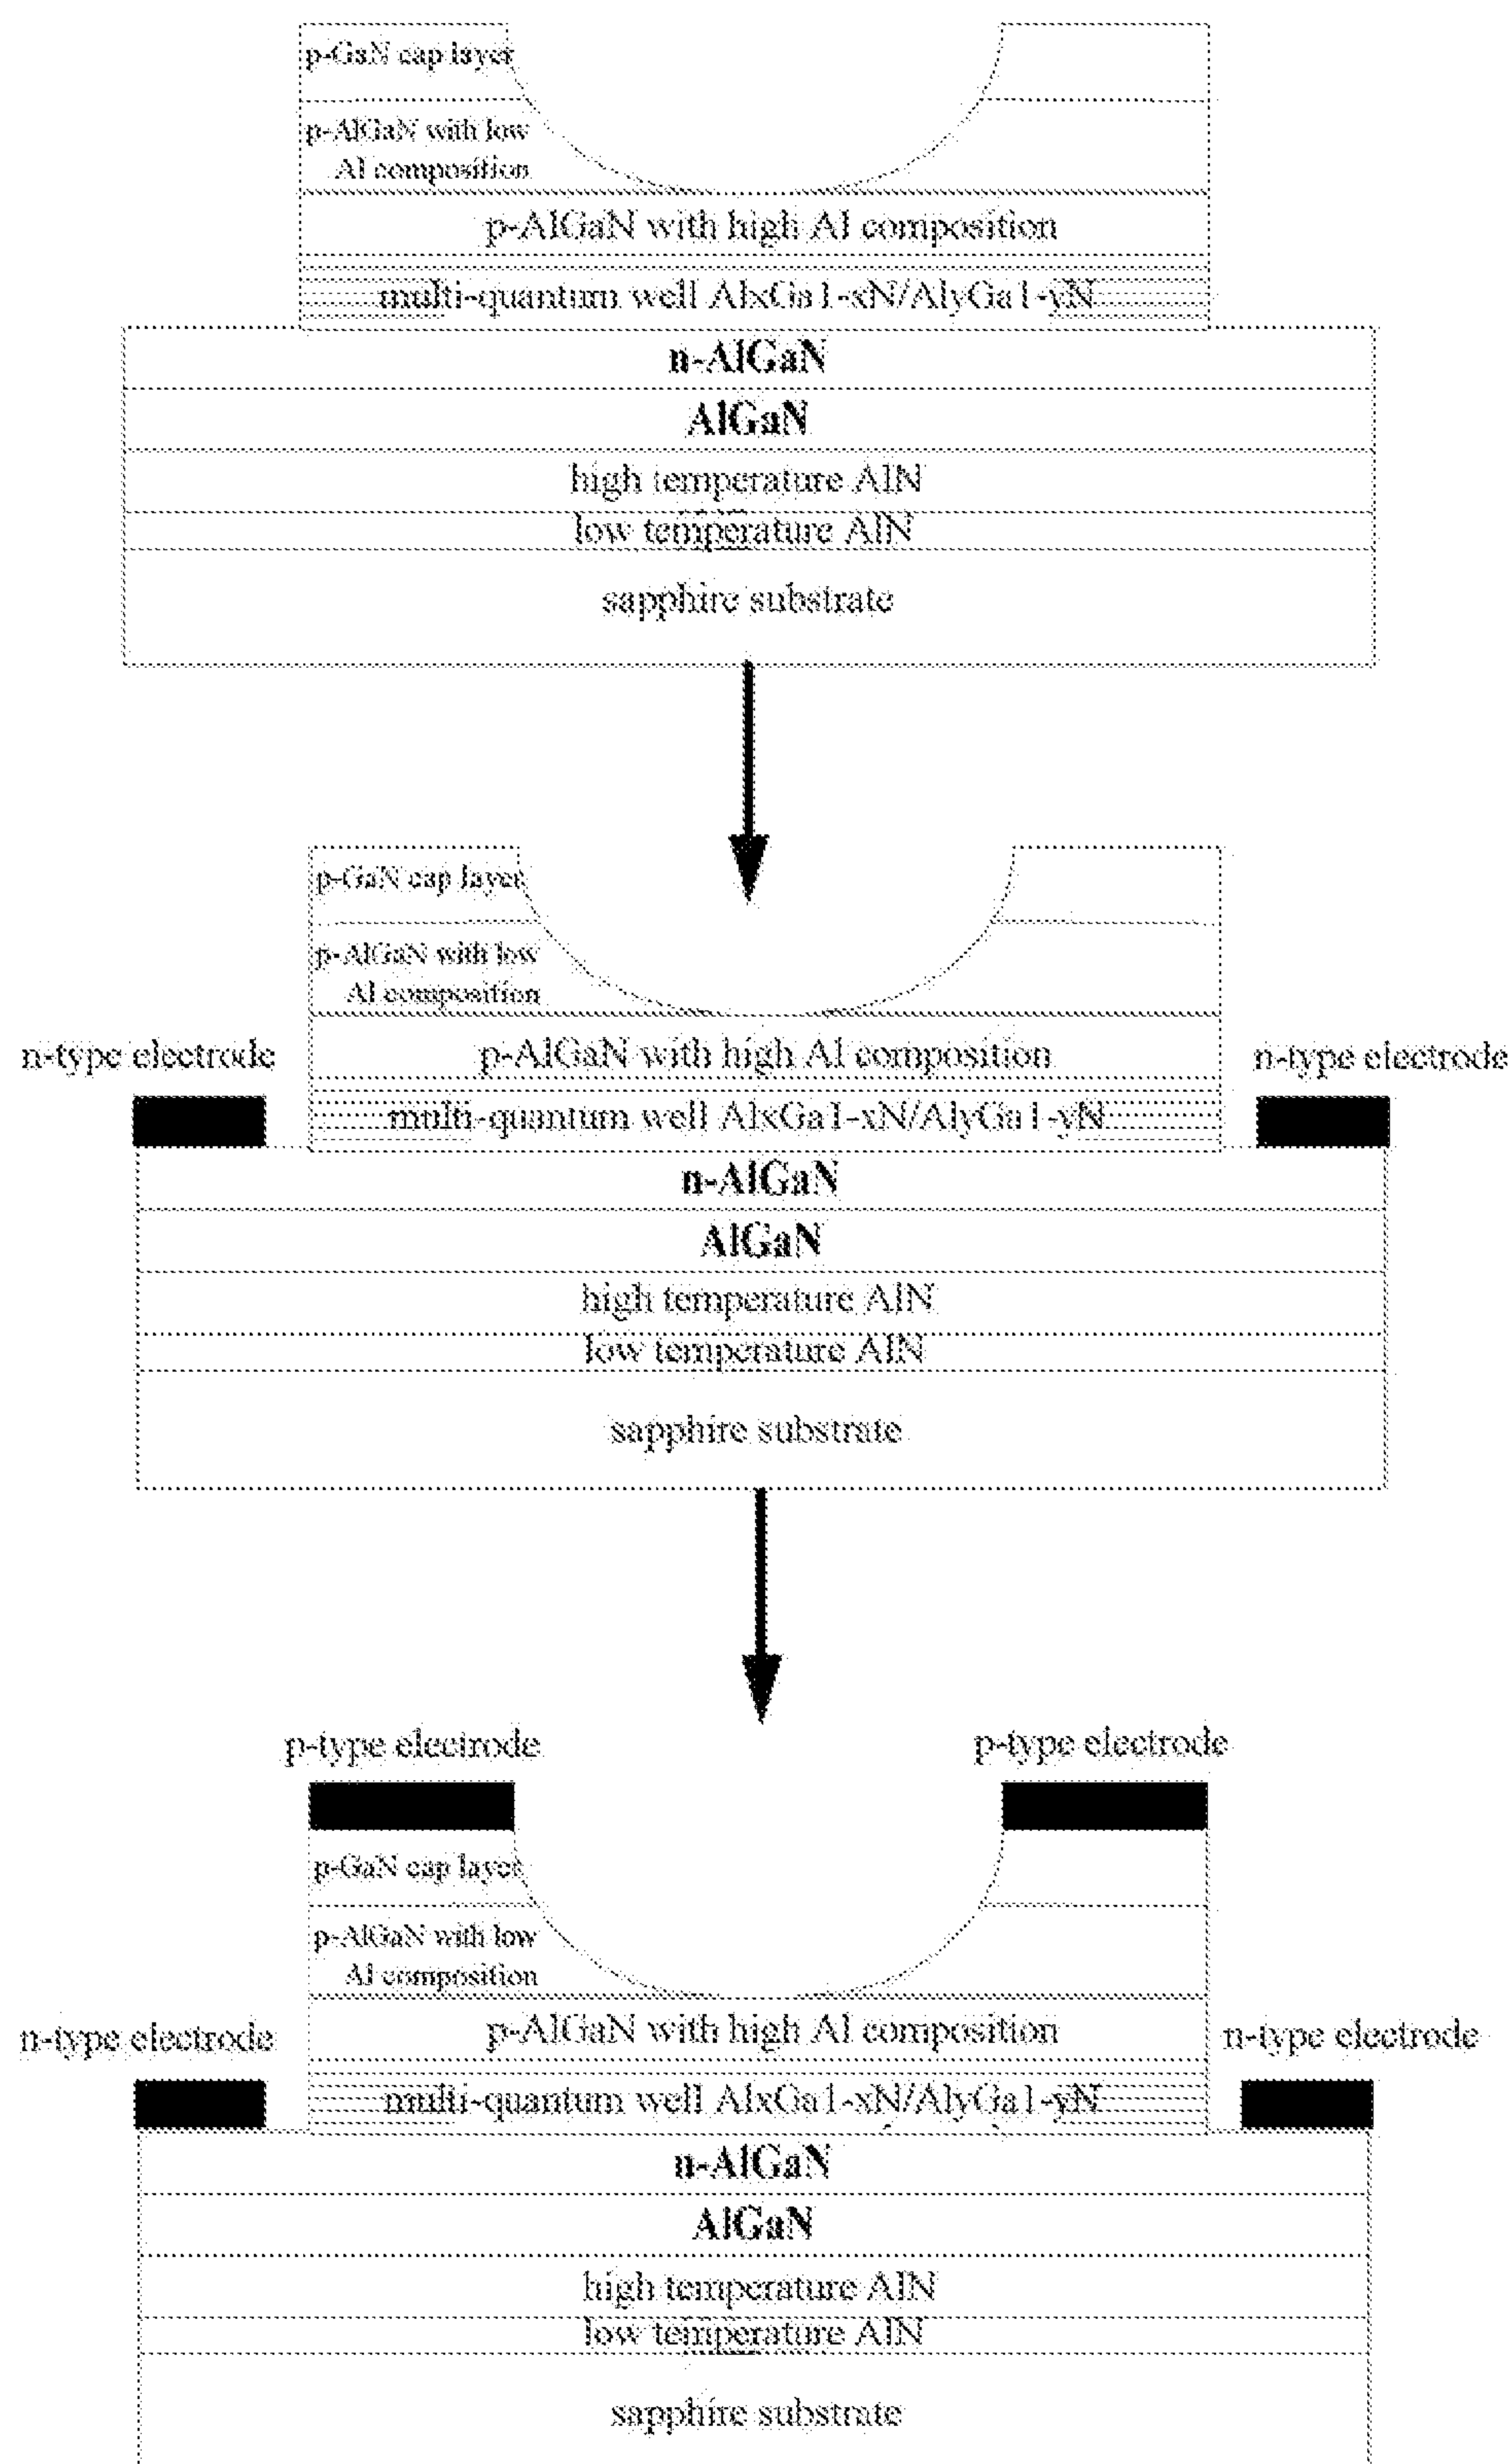 p-GaN cap layer
p-AlGaN with low
Al composition
p-AlGaN with high Al composition
multi-quantum well AlxGa1-xN/AlyGa1-yN
n-AlGaN
AlGaN
high temperature AlN
low temperature AlN
sapphire substrate
p-GaN cap layer
p-AlGaN with low
Al composition
n-type electrode
p-AlGaN with high Al composition
n-type electrode
multi-quantum well AlxGa1-xN/AlyGa1-yN
n-AlGaN
AlGaN
high temperature AlN
low temperature AlN
sapphire substrate
p-type electrode
p-type electrode
p-GaN cap layer
p-AlGaN with low
Al composition
n-type electrode
p-AlGaN with high Al composition
n-type electrode
multi-quantum well AlxGa1-xN/AlyGa1-yN
n-AlGaN
AlGaN
high temperature AlN
low temperature AlN
sapphire substrate